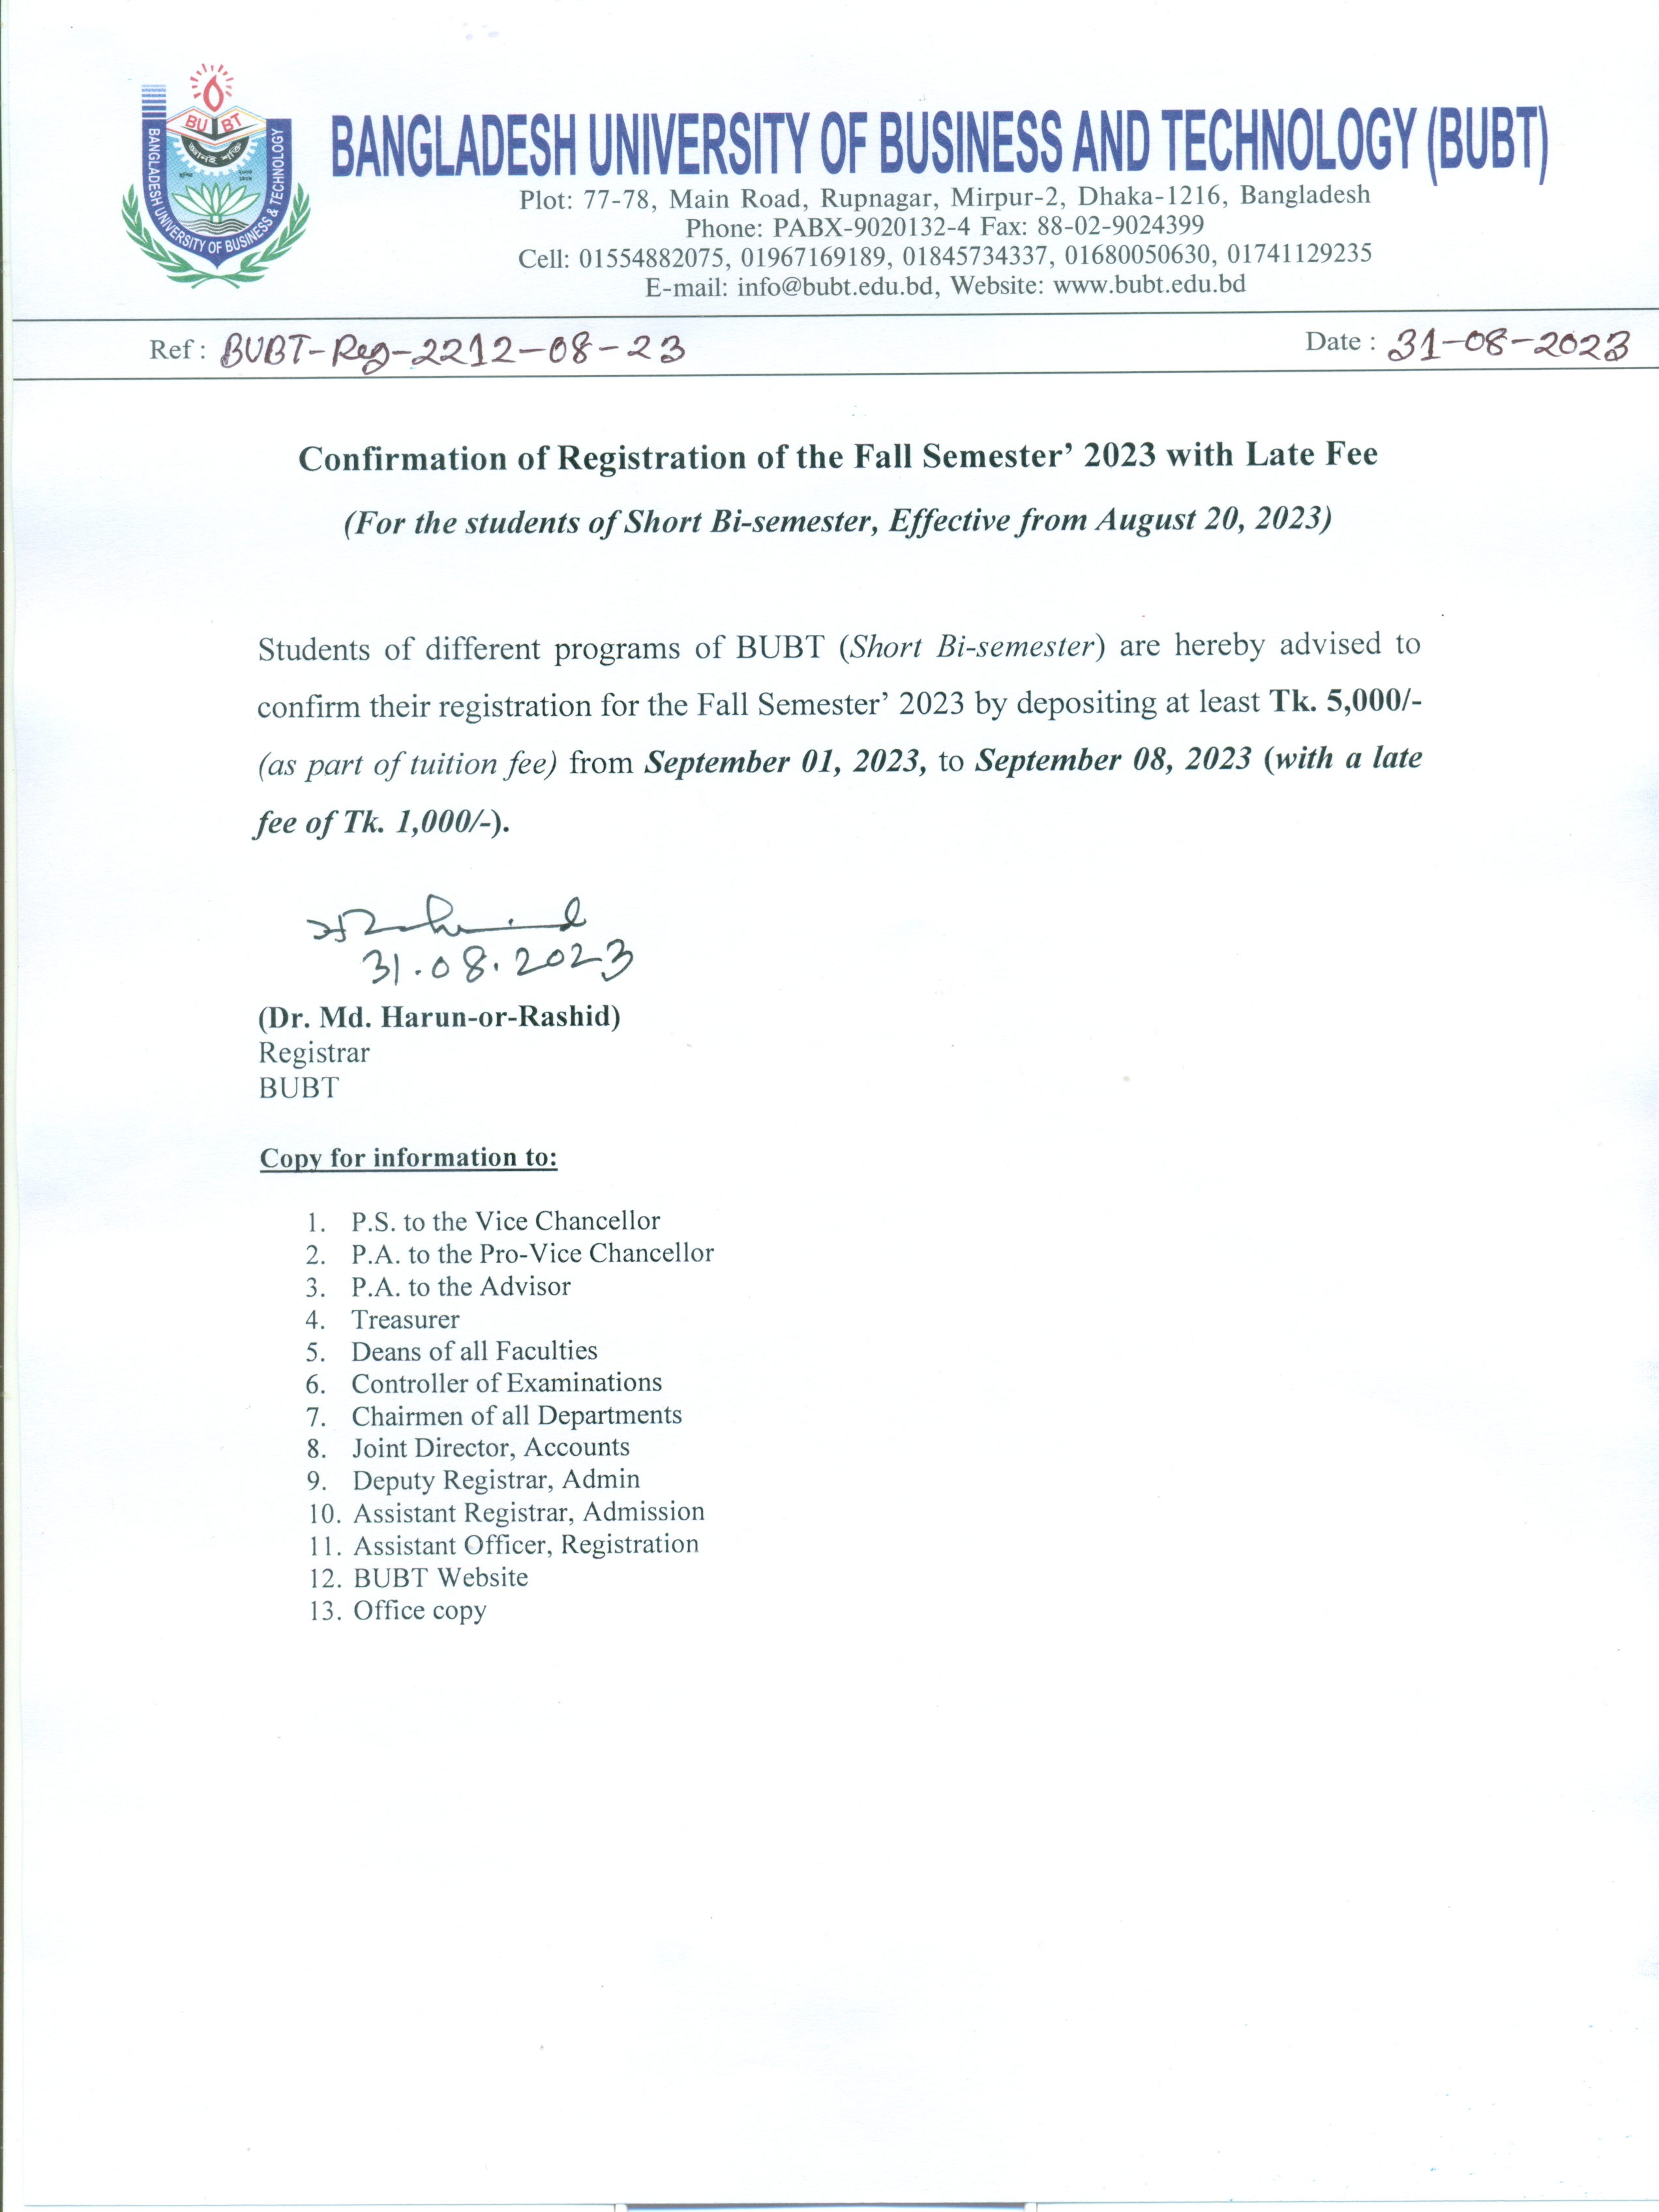 BU BT
জ্ঞানই শক্তি
BANGLADESH UNIVERSITY OF BUSINESS & TECHNOLOGY
BANGLADESH UNIVERSITY OF BUSINESS AND TECHNOLOGY (BUBT)
Plot: 77-78, Main Road, Rupnagar, Mirpur-2, Dhaka-1216, Bangladesh
Phone: PABX-9020132-4 Fax: 88-02-9024399
Cell: 01554882075, 01967169189, 01845734337, 01680050630, 01741129235
E-mail: info@bubt.edu.bd, Website: www.bubt.edu.bd
Ref : BUBT-Reg-2212-08-23 Date : 31-08-2023
Confirmation of Registration of the Fall Semester’ 2023 with Late Fee
(For the students of Short Bi-semester, Effective from August 20, 2023)
Students of different programs of BUBT (Short Bi-semester) are hereby advised to
confirm their registration for the Fall Semester’ 2023 by depositing at least Tk. 5,000/-
(as part of tuition fee) from September 01, 2023, to September 08, 2023 (with a late
fee of Tk. 1,000/-).
31.08.2023
(Dr. Md. Harun-or-Rashid)
Registrar
BUBT
Copy for information to:
1. P.S. to the Vice Chancellor
2. P.A. to the Pro-Vice Chancellor
3. P.A. to the Advisor
4. Treasurer
5. Deans of all Faculties
6. Controller of Examinations
7. Chairmen of all Departments
8. Joint Director, Accounts
9. Deputy Registrar, Admin
10. Assistant Registrar, Admission
11. Assistant Officer, Registration
12. BUBT Website
13. Office copy